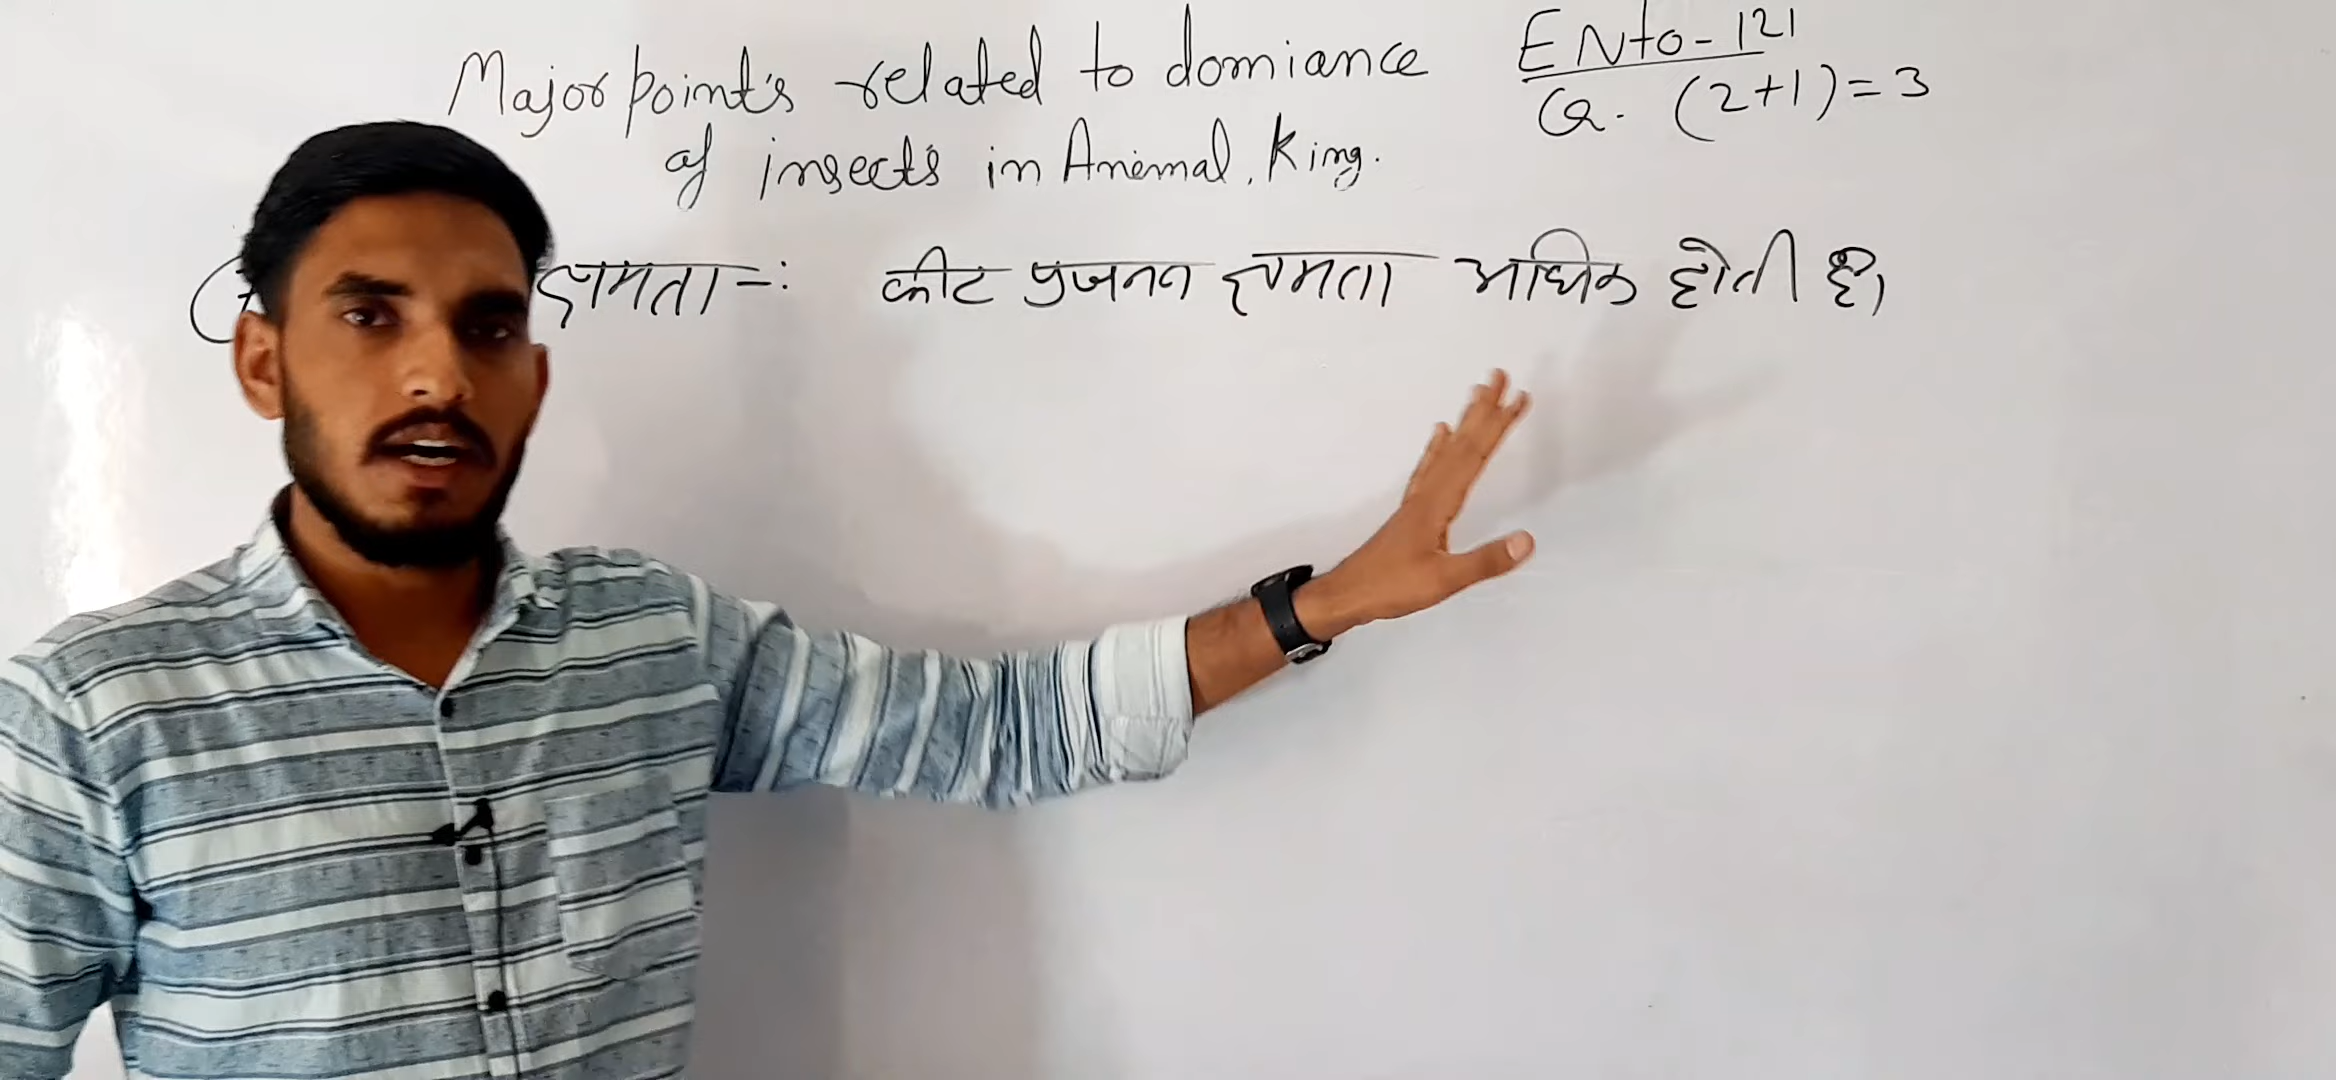 Major point's related to domiance
of insects in Animal. King.
ENto-121
Q. (2+1)=3
क्षमता-: कीट प्रजनन क्षमता अधिक होती है।